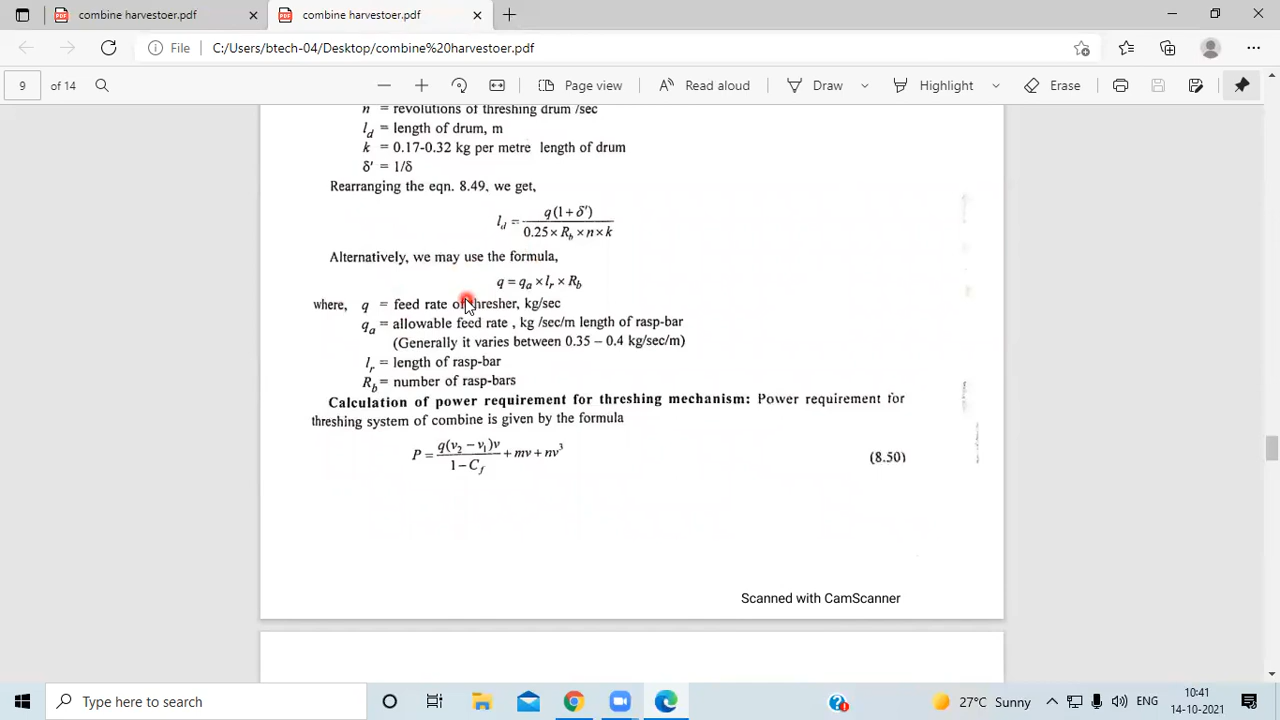 combine harvestoer.pdf
combine harvestoer.pdf
File
C:/Users/btech-04/Desktop/combine%20harvestoer.pdf
9 of 14
Page view
Read aloud
Draw
Highlight
Erase
n = revolutions of threshing drum /sec
l_d = length of drum, m
k = 0.17-0.32 kg per metre length of drum
δ' = 1/δ
Rearranging the eqn. 8.49, we get,
l_d = q(1+δ') / 0.25 × R_b × n × k
Alternatively, we may use the formula,
q = q_a × l_r × R_b
where, q = feed rate of thresher, kg/sec
q_a = allowable feed rate , kg /sec/m length of rasp-bar
(Generally it varies between 0.35 – 0.4 kg/sec/m)
l_r = length of rasp-bar
R_b = number of rasp-bars
Calculation of power requirement for threshing mechanism: Power requirement for
threshing system of combine is given by the formula
P = q(v₂ – v₁)v / 1 – C_f + mv + nv³ (8.50)
Scanned with CamScanner
Type here to search
27°C Sunny
ENG
10:41
14-10-2021